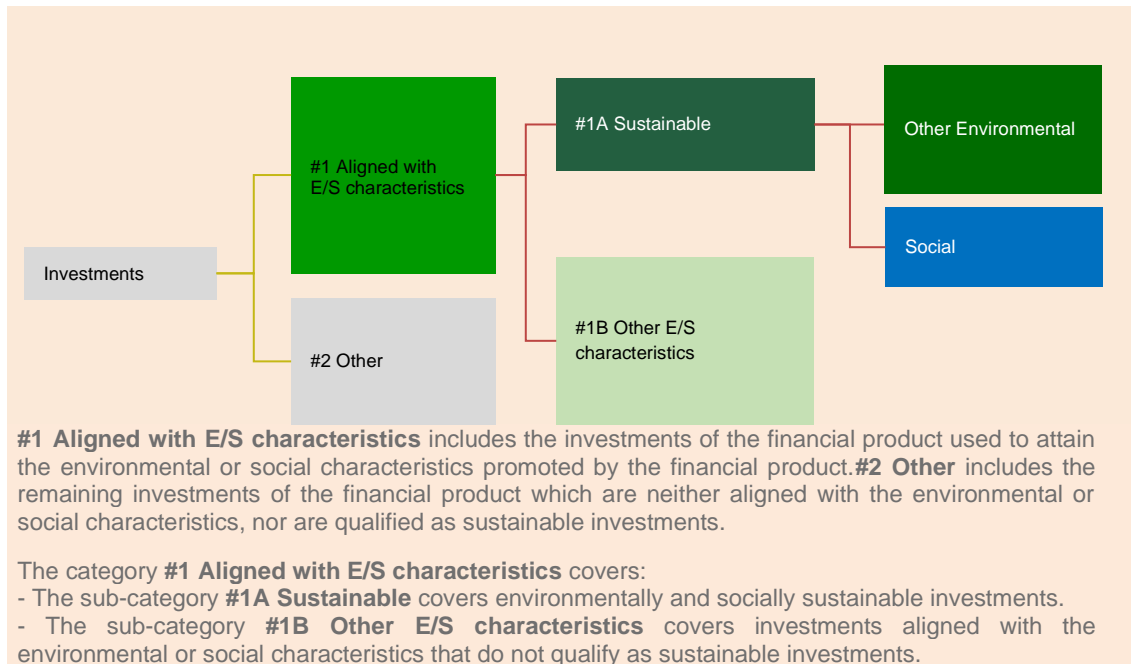 #1A Sustainable
Other Environmental
#1 Aligned with
E/S characteristics
Social
Investments
#1B Other E/S
characteristics
#2 Other
#1 Aligned with E/S characteristics includes the investments of the financial product used to attain
the environmental or social characteristics promoted by the financial product.#2 Other includes the
remaining investments of the financial product which are neither aligned with the environmental or
social characteristics, nor are qualified as sustainable investments.
The category #1 Aligned with E/S characteristics covers:
- The sub-category #1A Sustainable covers environmentally and socially sustainable investments.
- The sub-category #1B Other E/S characteristics covers investments aligned with the
environmental or social characteristics that do not qualify as sustainable investments.